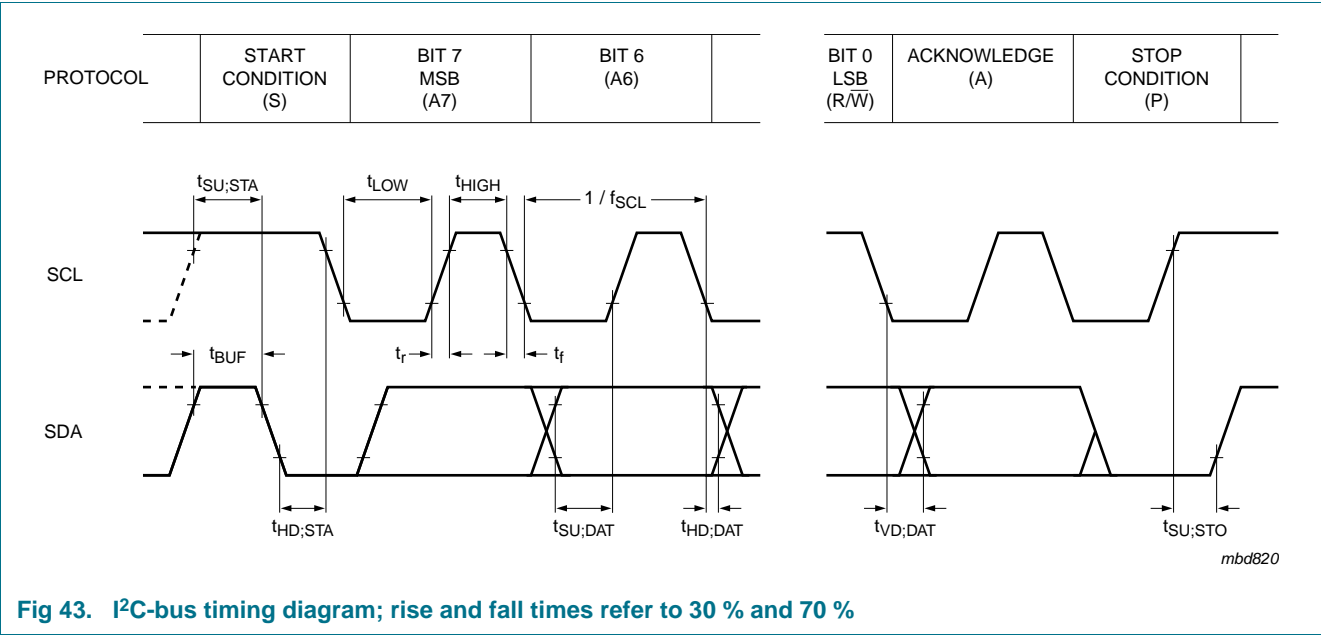 PROTOCOL
START
CONDITION
(S)
BIT 7
MSB
(A7)
BIT 6
(A6)
BIT 0
LSB
(R/W̅)
ACKNOWLEDGE
(A)
STOP
CONDITION
(P)
tSU;STA
tLOW
tHIGH
1 / fSCL
SCL
tBUF
tr
tf
SDA
tHD;STA
tSU;DAT
tHD;DAT
tVD;DAT
tSU;STO
mbd820
Fig 43. I²C-bus timing diagram; rise and fall times refer to 30 % and 70 %